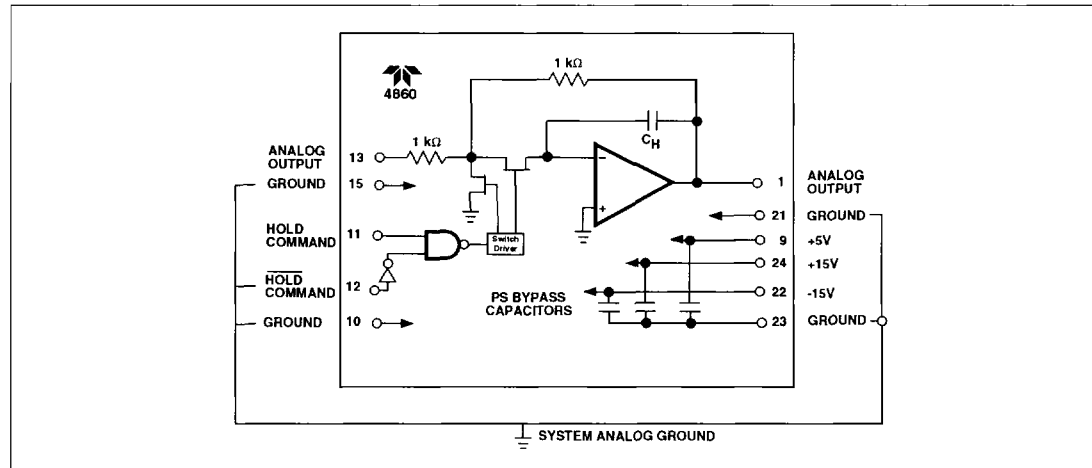 4860
1 kΩ
1 kΩ
C_H
ANALOG OUTPUT 13
GROUND 15
HOLD COMMAND 11
H̅O̅L̅D̅ COMMAND 12
GROUND 10
Switch Driver
−
+
1 ANALOG OUTPUT
21 GROUND
9 +5V
24 +15V
22 -15V
23 GROUND
PS BYPASS CAPACITORS
SYSTEM ANALOG GROUND